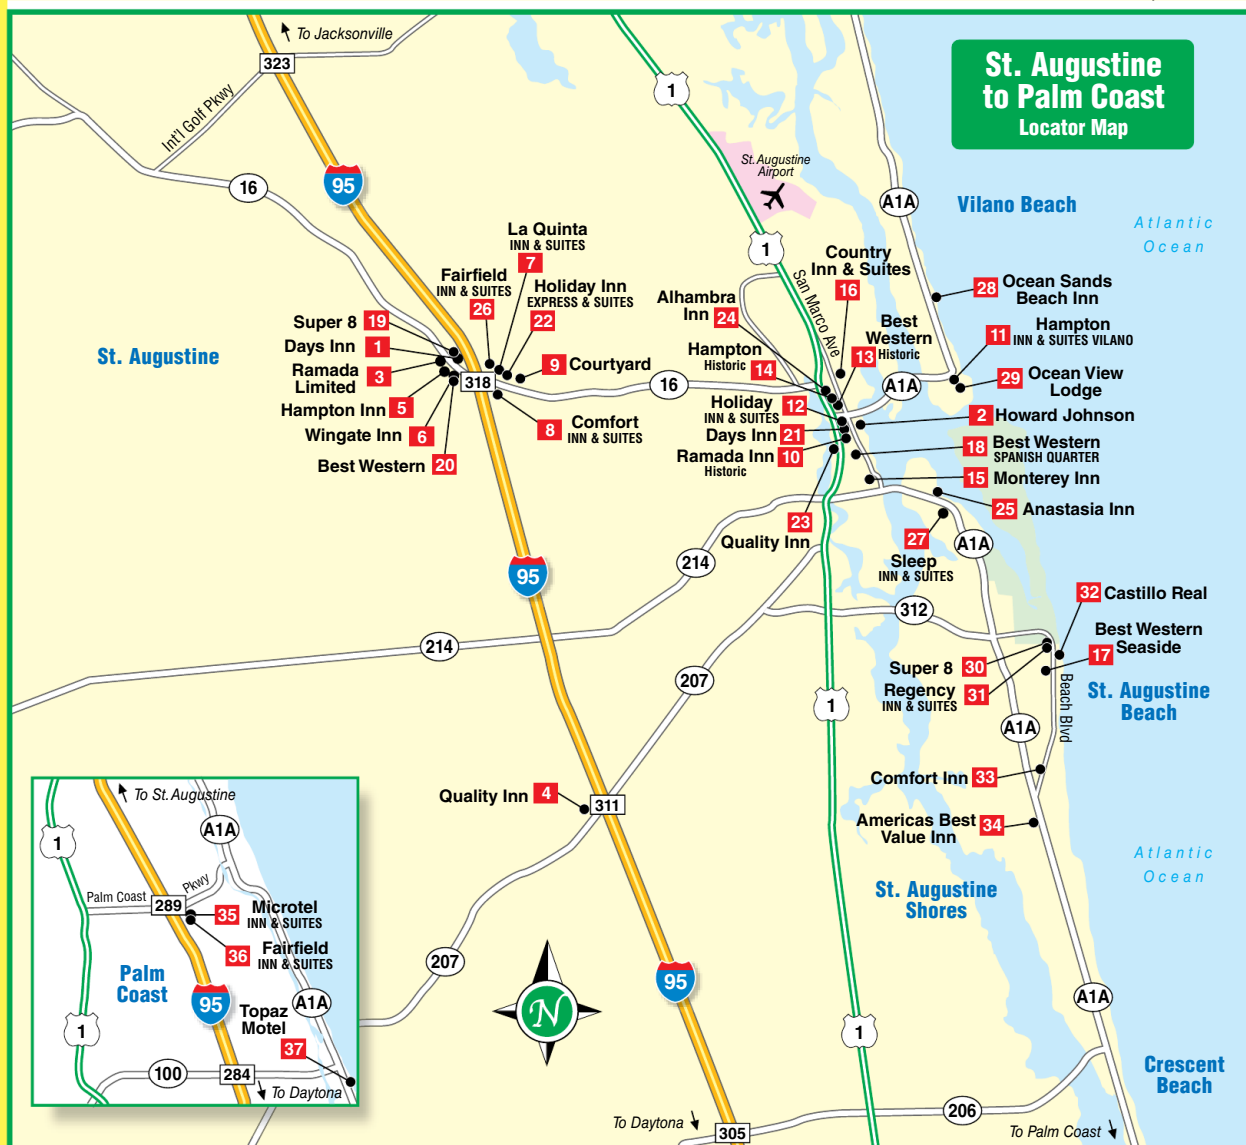 To Jacksonville
St. Augustine
to Palm Coast
Locator Map
323
1
Int'l Golf Pkwy
St. Augustine
Airport
16
95
A1A
Vilano Beach
Atlantic
Ocean
1
La Quinta
INN & SUITES
7
Fairfield
INN & SUITES
26
Holiday Inn
EXPRESS & SUITES
22
Country
Inn & Suites
16
San Marco Ave
28 Ocean Sands
Beach Inn
Alhambra
Inn 24
Super 8 19
Days Inn 1
Ramada
Limited 3
Hampton Inn 5
Wingate Inn 6
Best Western 20
St. Augustine
318
9 Courtyard
8 Comfort
INN & SUITES
16
Hampton
Historic 14
Best
Western
13 Historic
A1A
11 Hampton
INN & SUITES VILANO
29 Ocean View
Lodge
Holiday 12
INN & SUITES
Days Inn 21
Ramada Inn 10
Historic
2 Howard Johnson
18 Best Western
SPANISH QUARTER
15 Monterey Inn
25 Anastasia Inn
23
Quality Inn
27
Sleep
INN & SUITES
A1A
214
95
312
32 Castillo Real
Best Western
17 Seaside
214
207
Super 8 30
Regency 31
INN & SUITES
Beach Blvd
St. Augustine
Beach
1
A1A
Comfort Inn 33
Americas Best
Value Inn 34
Quality Inn 4
311
Atlantic
Ocean
St. Augustine
Shores
To St. Augustine
A1A
1
Palm Coast
Pkwy
289
35 Microtel
INN & SUITES
36 Fairfield
INN & SUITES
Palm
Coast
95
A1A
Topaz
Motel
37
1
100
284
To Daytona
207
N
95
1
A1A
Crescent
Beach
206
To Daytona
305
To Palm Coast